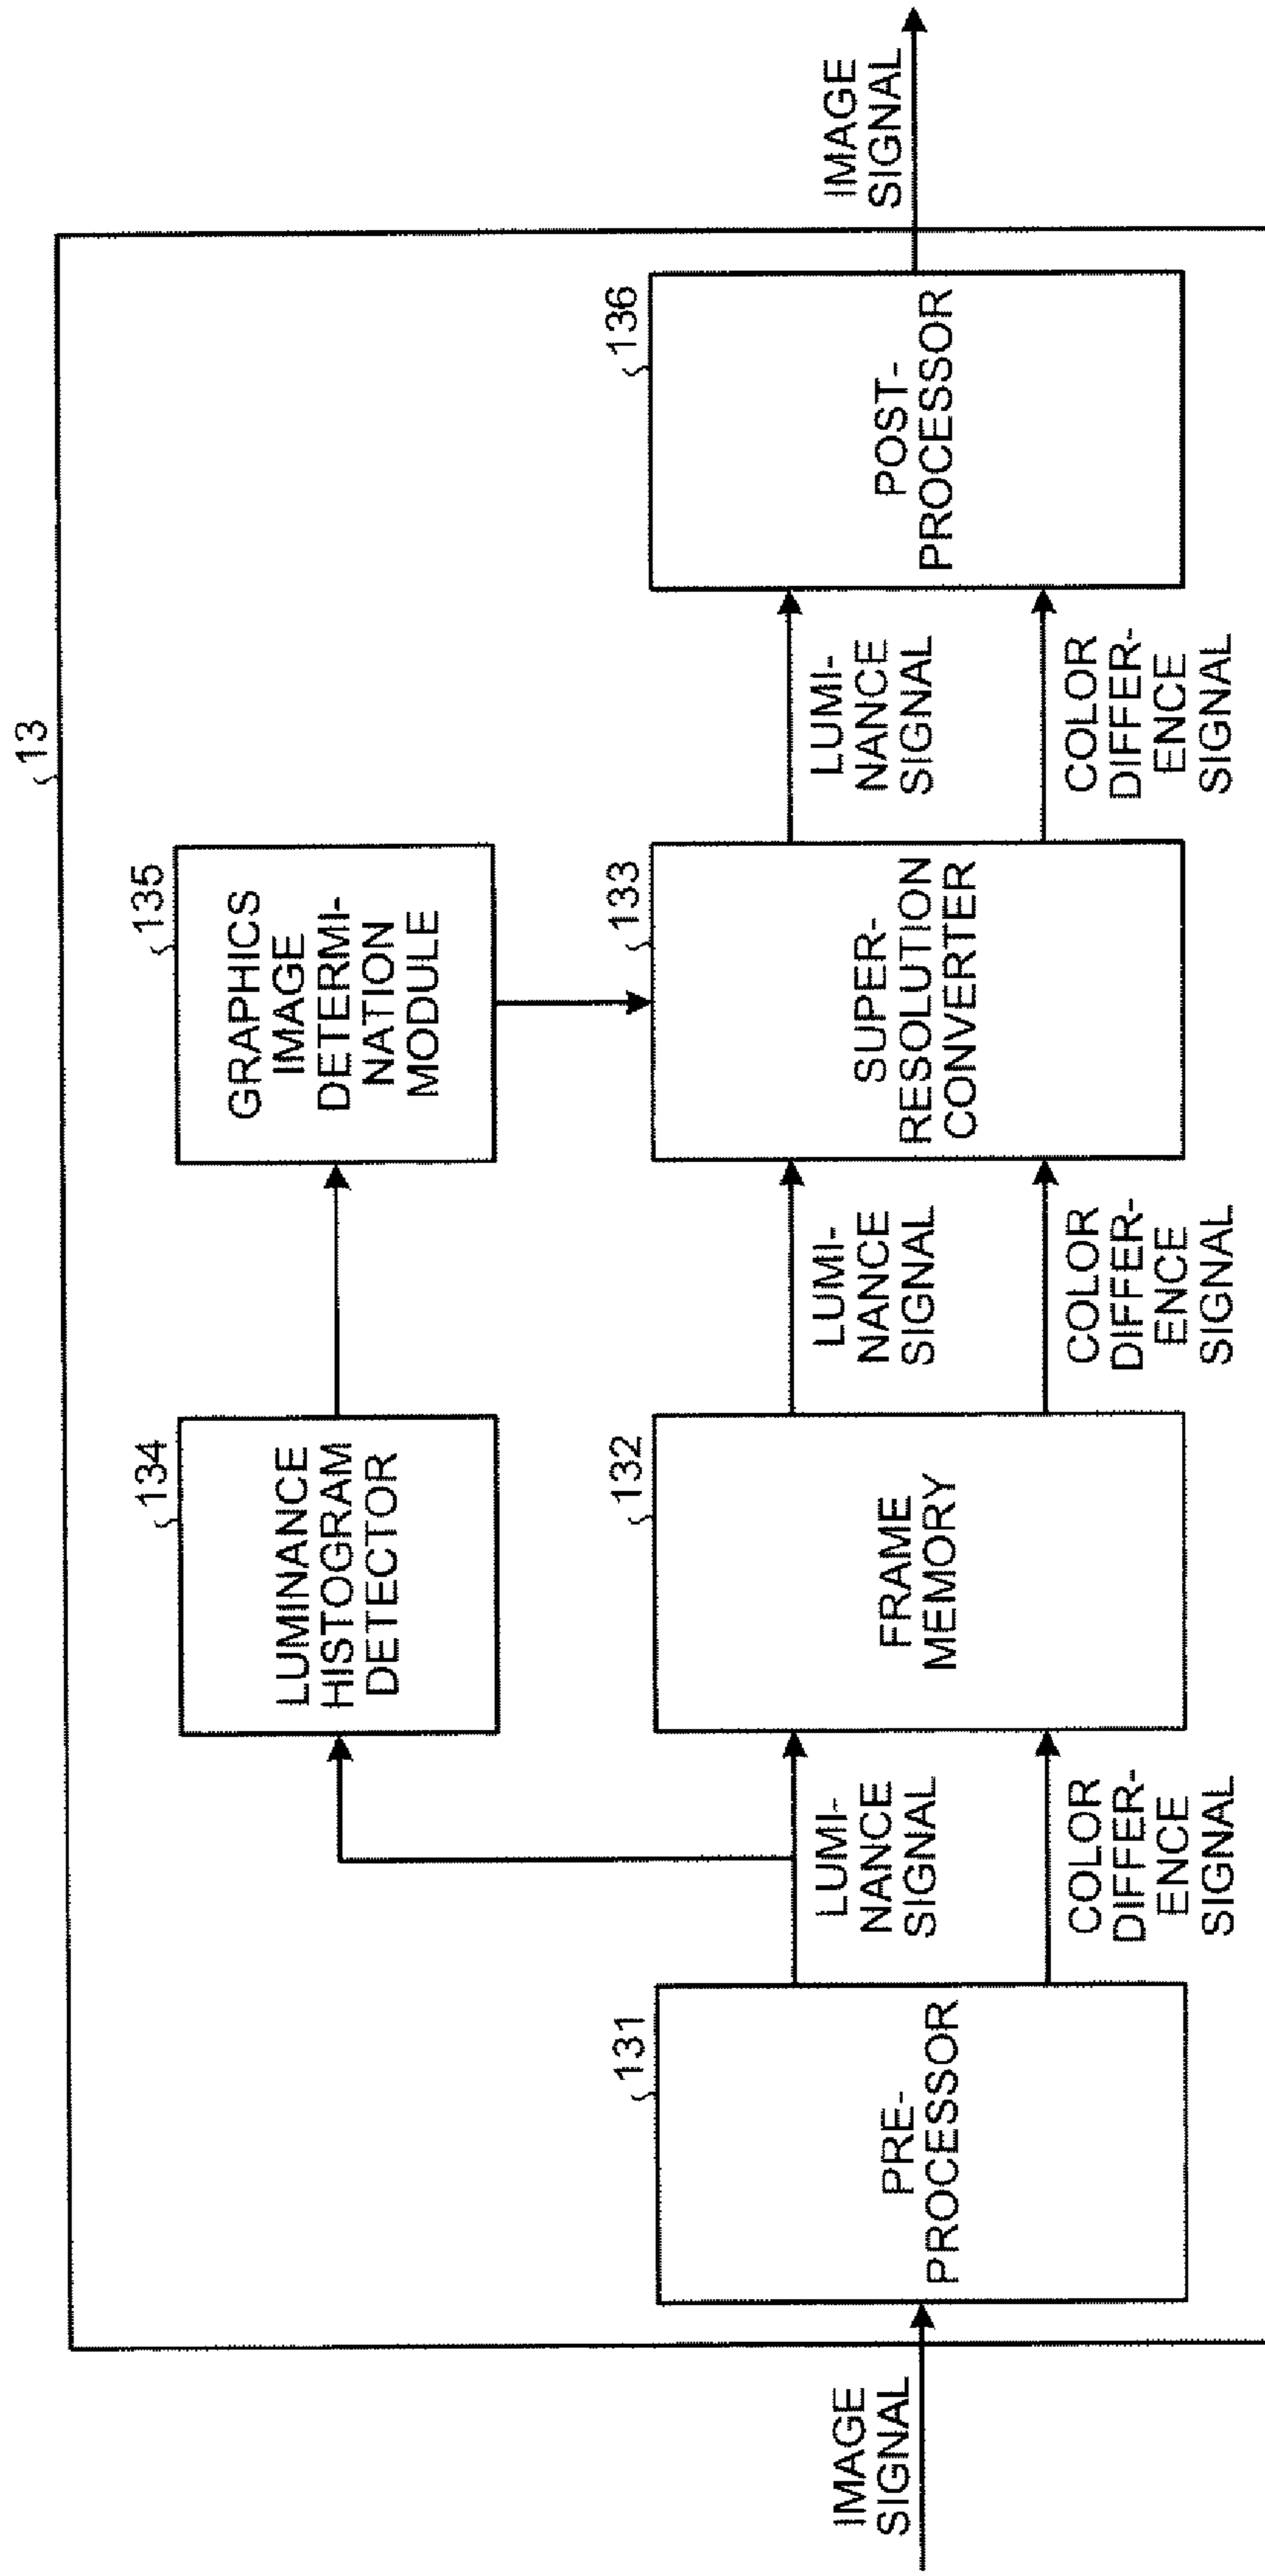 13
134
LUMINANCE
HISTOGRAM
DETECTOR
135
GRAPHICS
IMAGE
DETERMI-
NATION
MODULE
IMAGE
SIGNAL
131
PRE-
PROCESSOR
LUMI-
NANCE
SIGNAL
COLOR
DIFFER-
ENCE
SIGNAL
132
FRAME
MEMORY
LUMI-
NANCE
SIGNAL
COLOR
DIFFER-
ENCE
SIGNAL
133
SUPER-
RESOLUTION
CONVERTER
LUMI-
NANCE
SIGNAL
COLOR
DIFFER-
ENCE
SIGNAL
136
POST-
PROCESSOR
IMAGE
SIGNAL